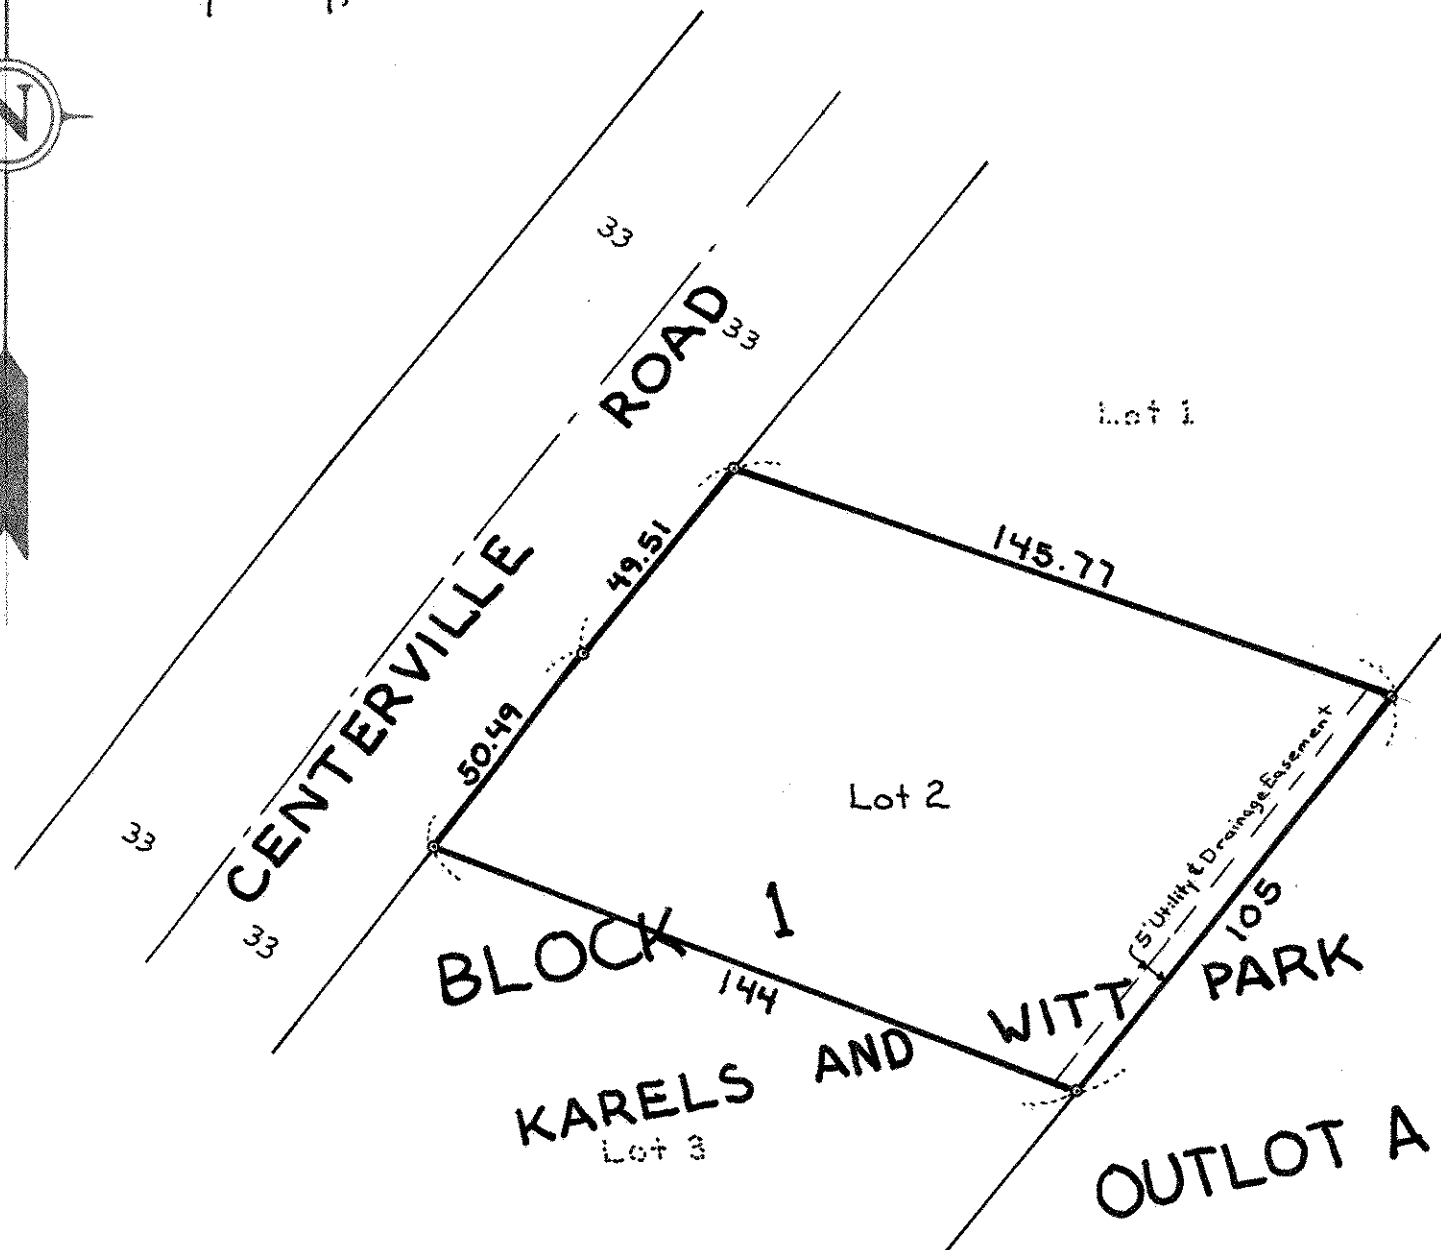 N
33
33
CENTERVILLE ROAD
Lot 1
49.51
145.77
50.49
33
Lot 2
5' Utility & Drainage Easement
105
33
BLOCK 1
144
KARELS AND WITT PARK
Lot 3
OUTLOT A